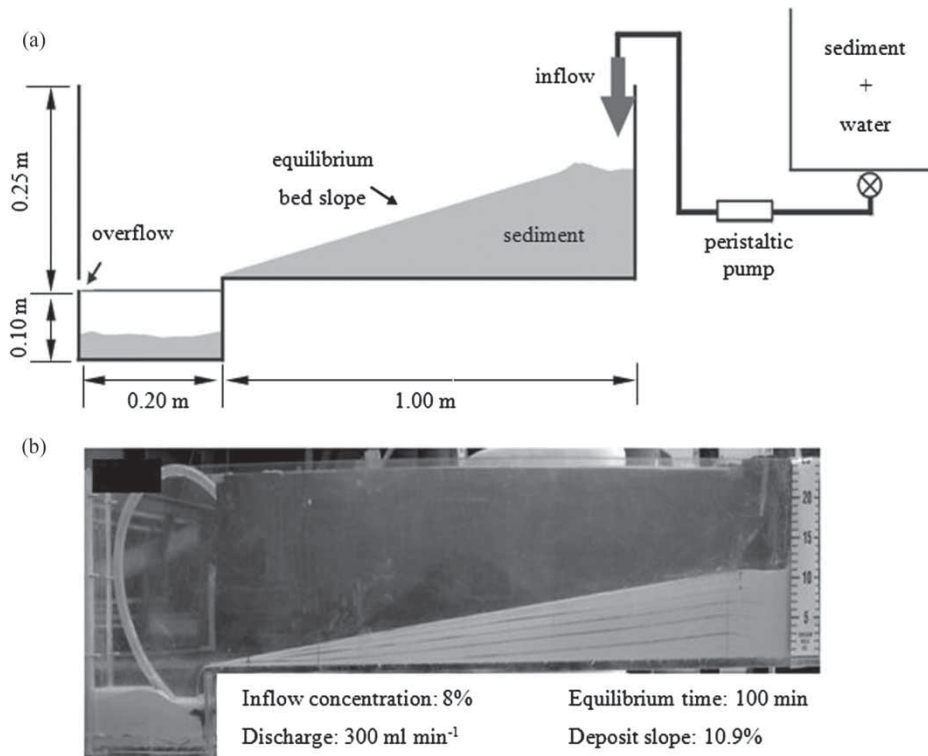 (a)
sediment
+
water
inflow
equilibrium
bed slope
0.25 m
overflow
sediment
peristaltic
pump
0.10 m
0.20 m
1.00 m
(b)
20
15
10
5
Inflow concentration: 8%
Equilibrium time: 100 min
Discharge: 300 ml min⁻¹
Deposit slope: 10.9%